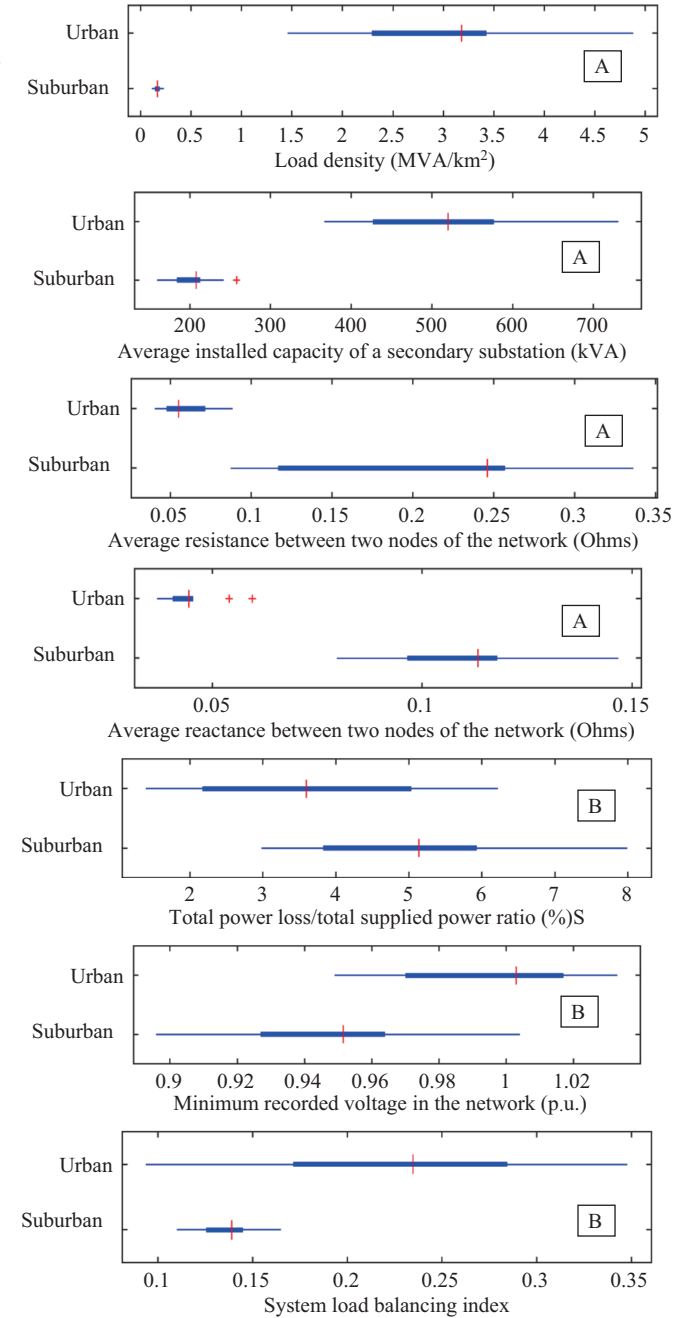 Urban
A
Suburban
0 0.5 1 1.5 2 2.5 3 3.5 4 4.5 5
Load density (MVA/km²)
Urban
A
Suburban
200 300 400 500 600 700
Average installed capacity of a secondary substation (kVA)
Urban
A
Suburban
0.05 0.1 0.15 0.2 0.25 0.3 0.35
Average resistance between two nodes of the network (Ohms)
Urban
A
Suburban
0.05 0.1 0.15
Average reactance between two nodes of the network (Ohms)
Urban
B
Suburban
2 3 4 5 6 7 8
Total power loss/total supplied power ratio (%)S
Urban
B
Suburban
0.9 0.92 0.94 0.96 0.98 1 1.02
Minimum recorded voltage in the network (p.u.)
Urban
B
Suburban
0.1 0.15 0.2 0.25 0.3 0.35
System load balancing index